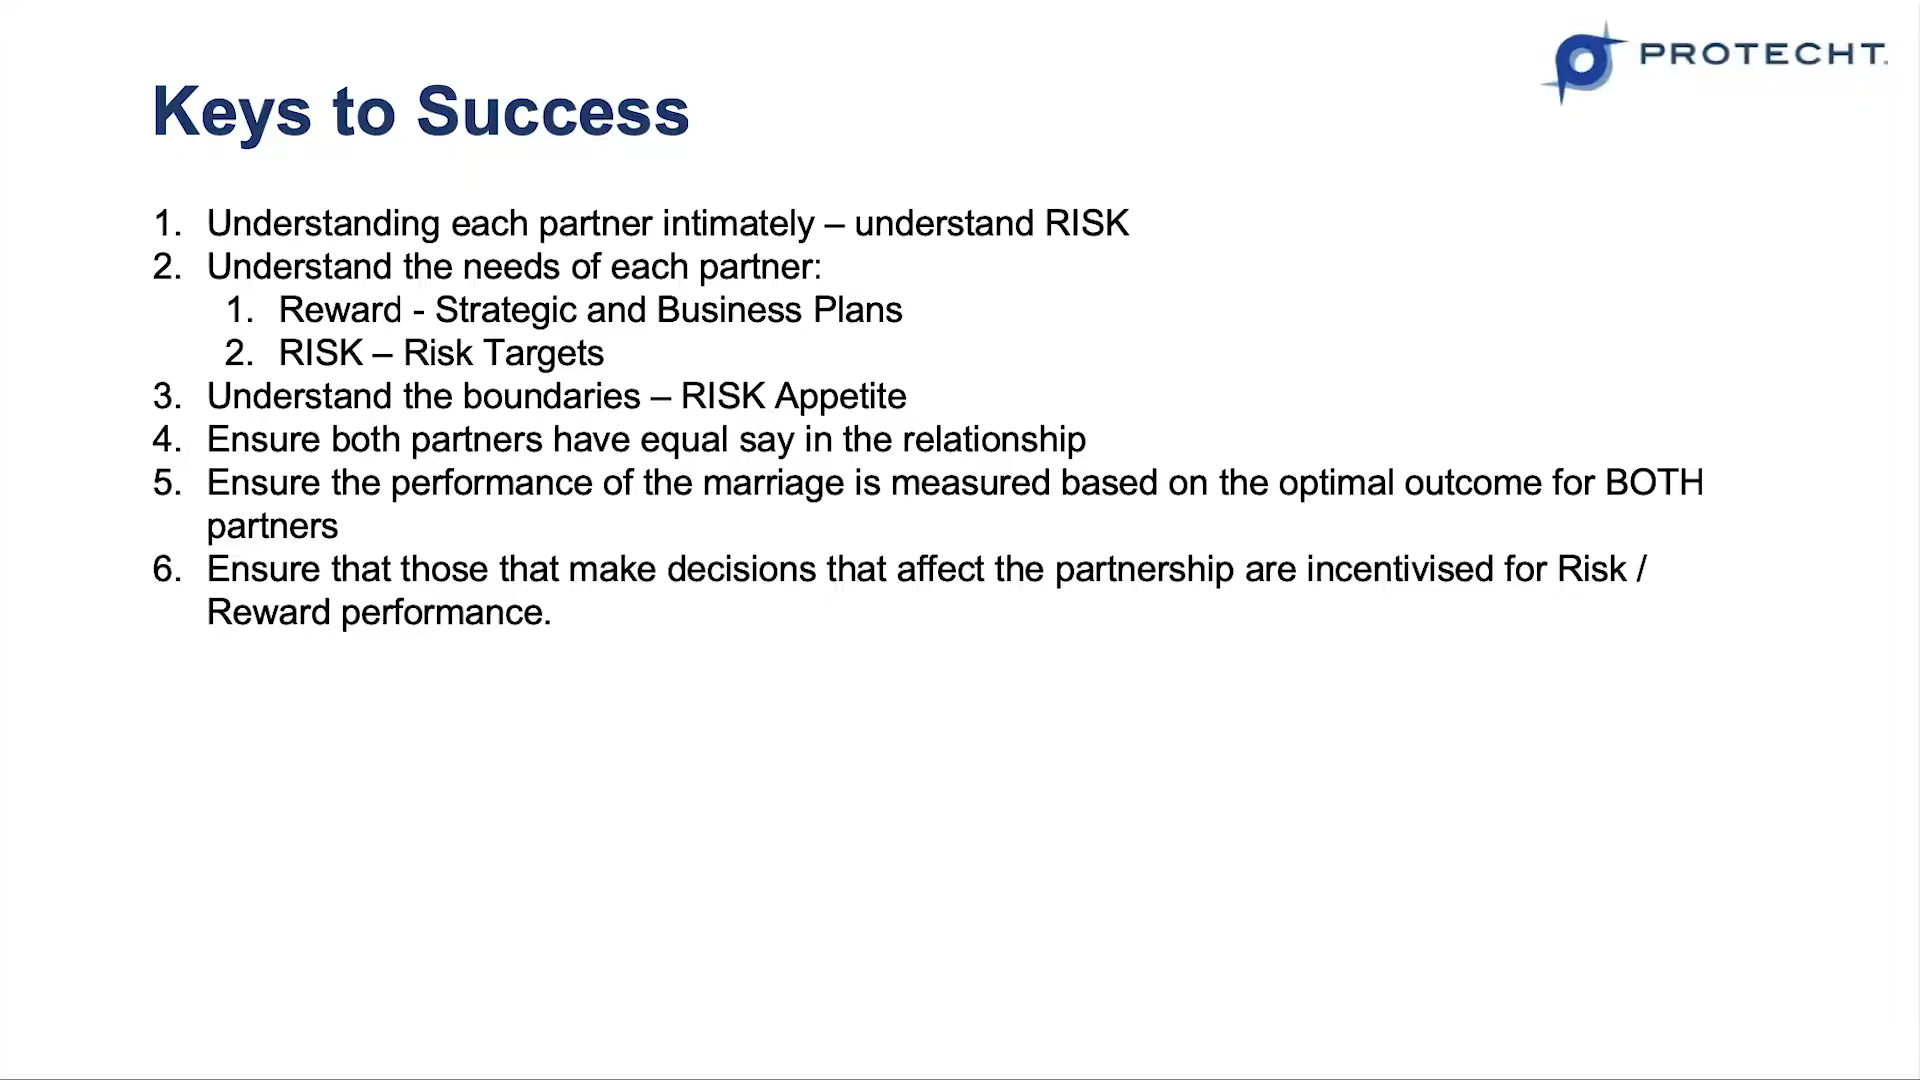 PROTECHT.
Keys to Success
1. Understanding each partner intimately – understand RISK
2. Understand the needs of each partner:
1. Reward - Strategic and Business Plans
2. RISK – Risk Targets
3. Understand the boundaries – RISK Appetite
4. Ensure both partners have equal say in the relationship
5. Ensure the performance of the marriage is measured based on the optimal outcome for BOTH
partners
6. Ensure that those that make decisions that affect the partnership are incentivised for Risk /
Reward performance.